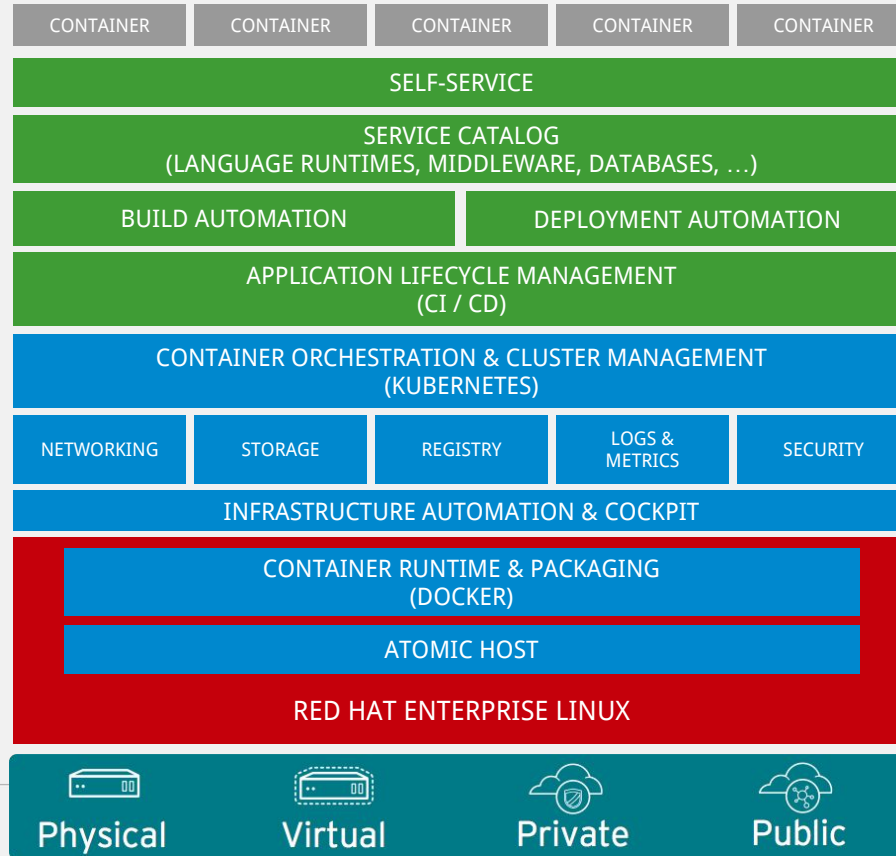 CONTAINER CONTAINER CONTAINER CONTAINER CONTAINER
SELF-SERVICE
SERVICE CATALOG
(LANGUAGE RUNTIMES, MIDDLEWARE, DATABASES, …)
BUILD AUTOMATION DEPLOYMENT AUTOMATION
APPLICATION LIFECYCLE MANAGEMENT
(CI / CD)
CONTAINER ORCHESTRATION & CLUSTER MANAGEMENT
(KUBERNETES)
NETWORKING STORAGE REGISTRY LOGS & METRICS SECURITY
INFRASTRUCTURE AUTOMATION & COCKPIT
CONTAINER RUNTIME & PACKAGING
(DOCKER)
ATOMIC HOST
RED HAT ENTERPRISE LINUX
Physical Virtual Private Public